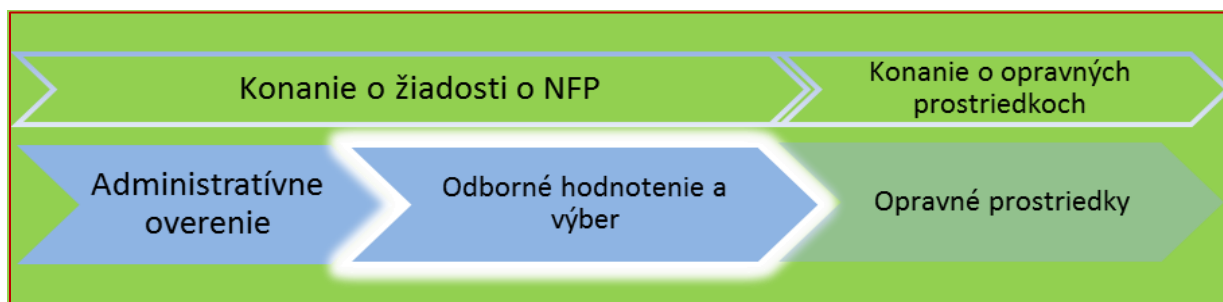 Konanie o žiadosti o NFP
Konanie o opravných
prostriedkoch
Administratívne
overenie
Odborné hodnotenie a
výber
Opravné prostriedky